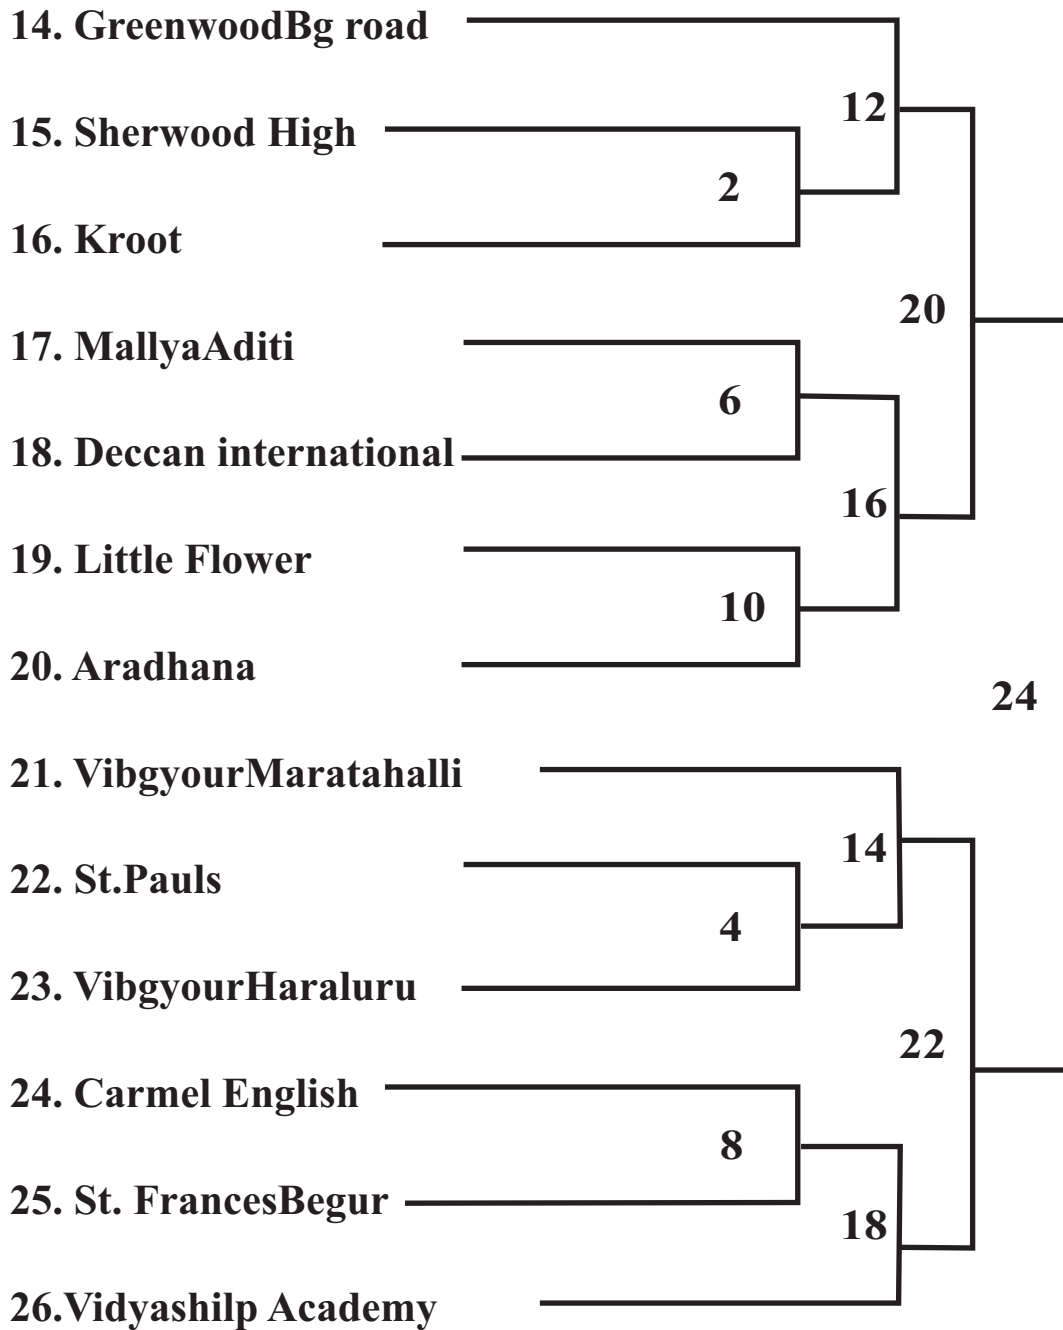 14. GreenwoodBg road
12
15. Sherwood High
2
16. Kroot
20
17. MallyaAditi
6
18. Deccan international
16
19. Little Flower
10
20. Aradhana
24
21. VibgyourMaratahalli
14
22. St.Pauls
4
23. VibgyourHaraluru
22
24. Carmel English
8
25. St. FrancesBegur
18
26.Vidyashilp Academy